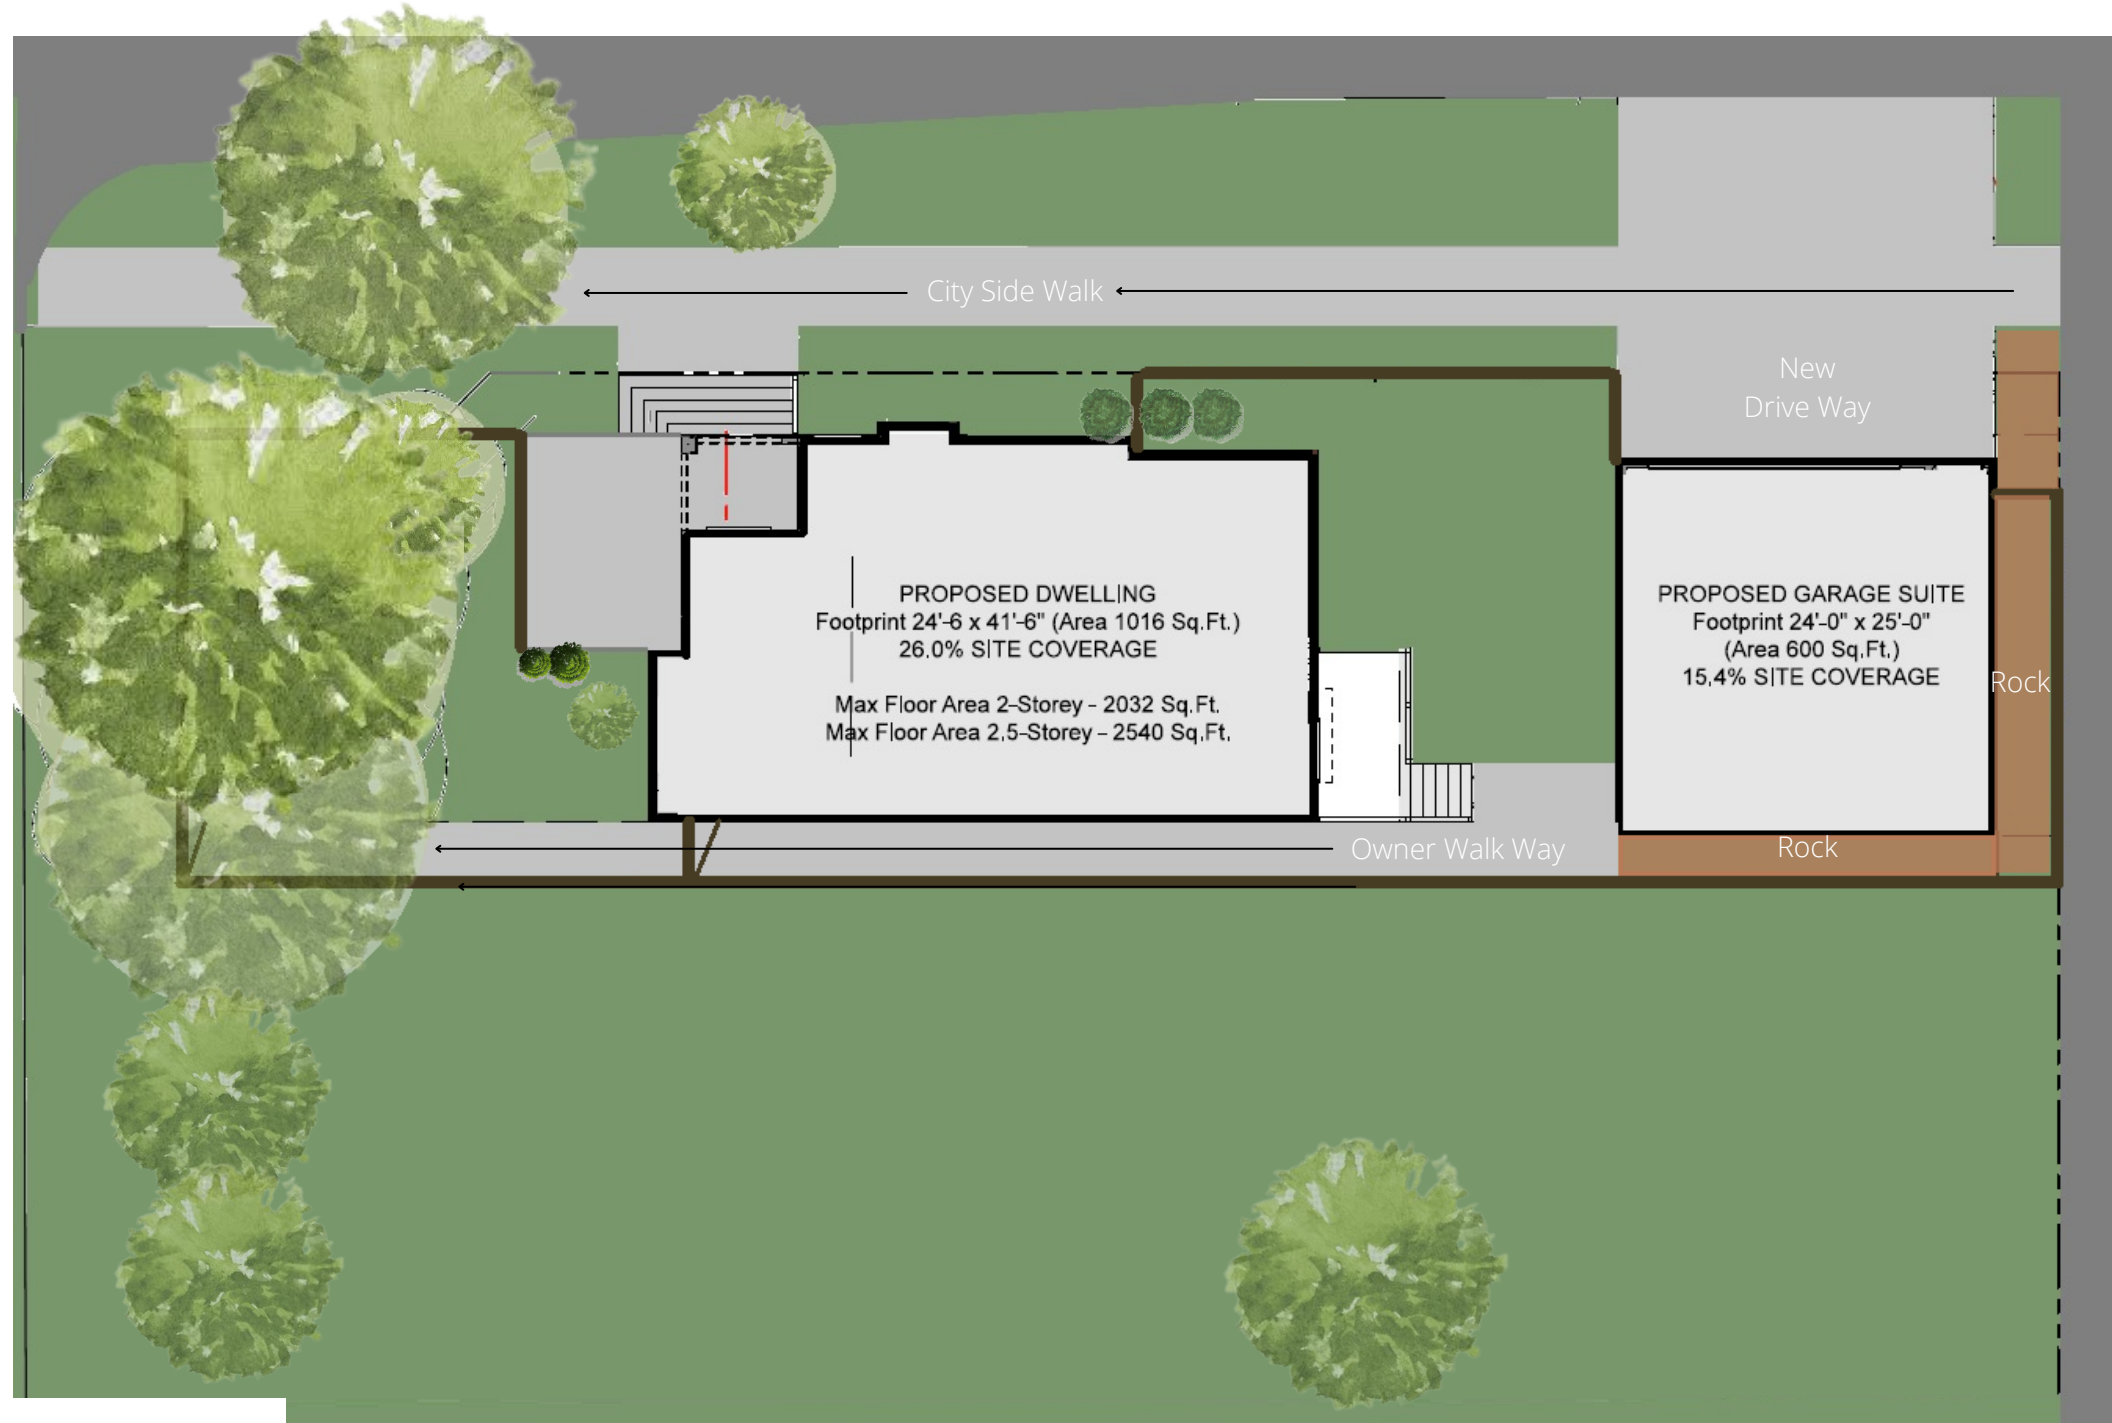 City Side Walk
New
Drive Way
PROPOSED DWELLING
Footprint 24'-6 x 41'-6" (Area 1016 Sq.Ft.)
26.0% SITE COVERAGE
Max Floor Area 2-Storey - 2032 Sq.Ft.
Max Floor Area 2.5-Storey - 2540 Sq.Ft.
PROPOSED GARAGE SUITE
Footprint 24'-0" x 25'-0"
(Area 600 Sq.Ft.)
15.4% SITE COVERAGE
Rock
Owner Walk Way
Rock